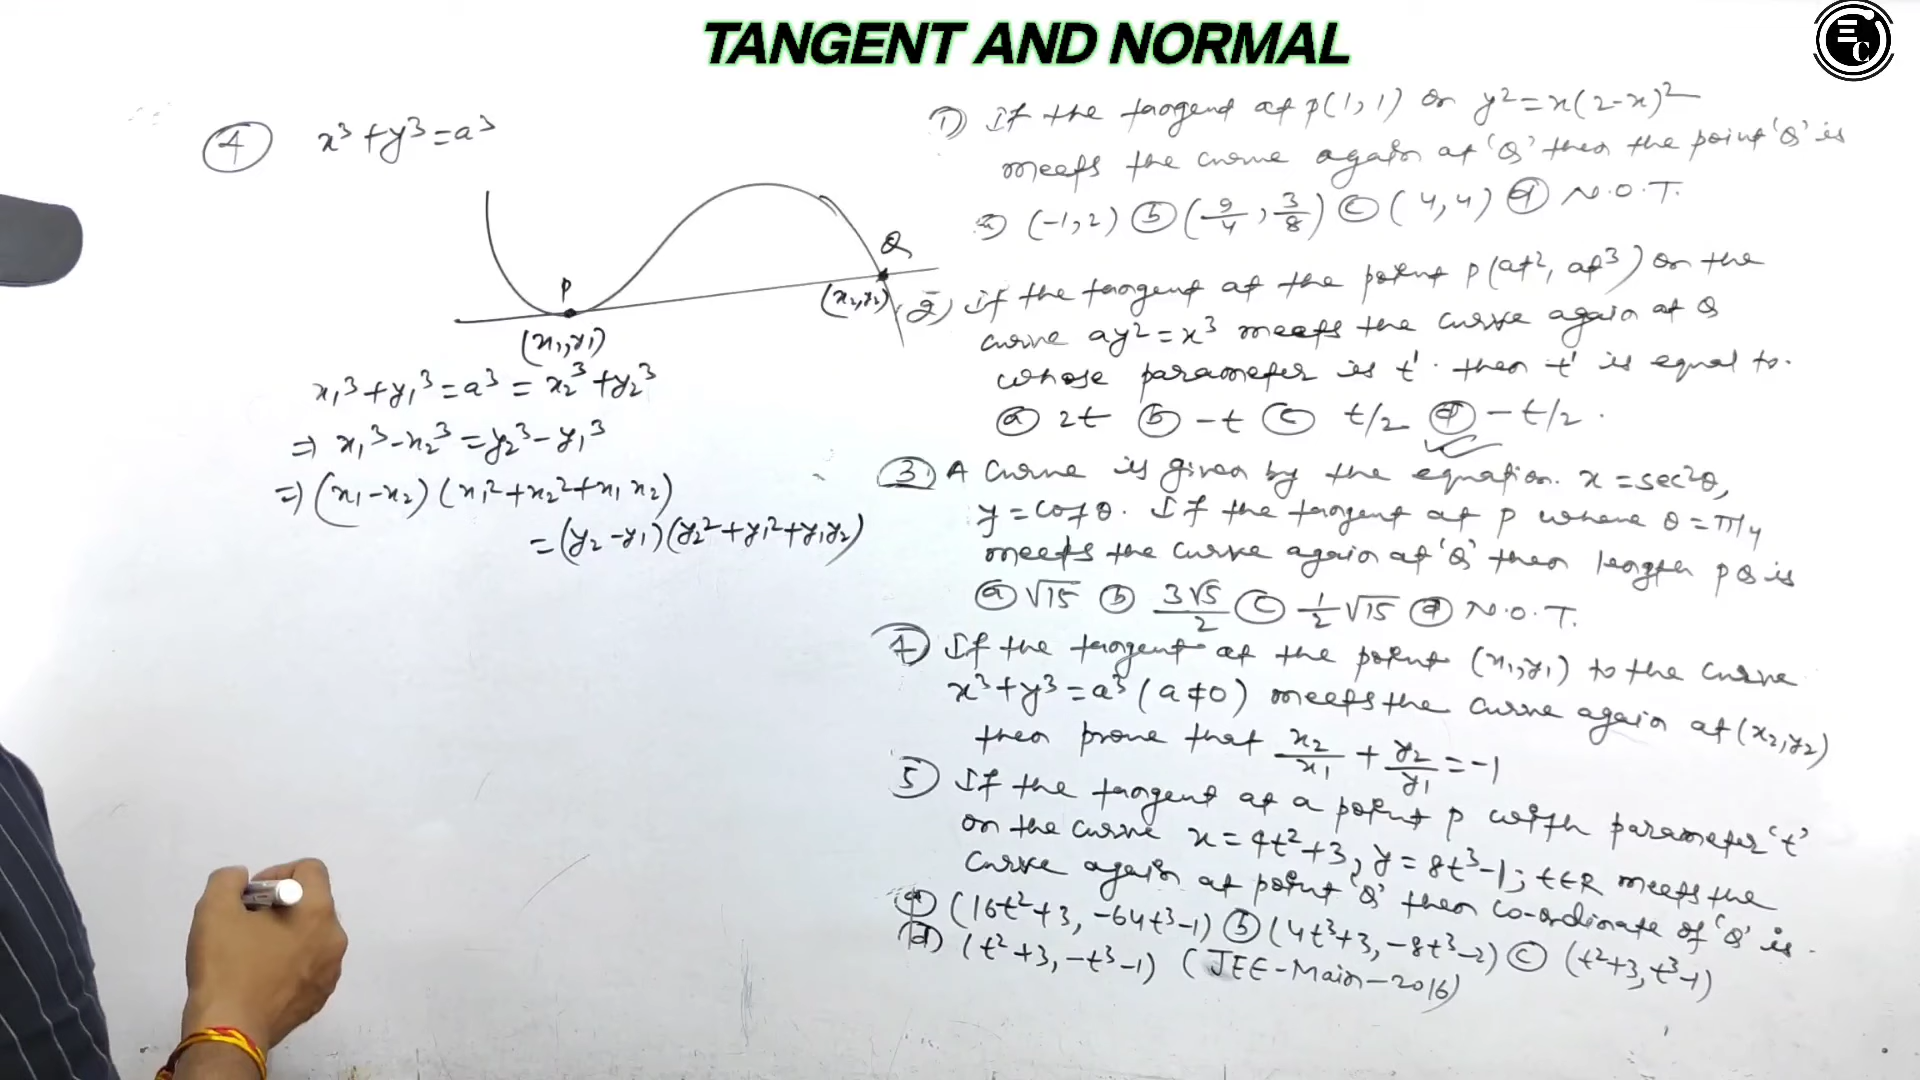 TANGENT AND NORMAL
C
④ x³+y³=a³
P
(x₁,y₁)
Q
(x₂,y₂)
x₁³+y₁³=a³=x₂³+y₂³
⇒ x₁³-x₂³=y₂³-y₁³
⇒ (x₁-x₂)(x₁²+x₂²+x₁x₂)
=(y₂-y₁)(y₂²+y₁²+y₁y₂)
1) If the tangent at p(1,1) on y²=x(2-x)²
meets the curve again at 'Q' then the point 'Q' is
ⓐ (-1,2) ⓑ (9/4, 3/8) ⓒ (4,4) ⓓ N.O.T.
2) if the tangent at the point p(at², at³) on the
curve ay²=x³ meets the curve again at Q
whose parameter is t'. then t' is equal to.
ⓐ 2t ⓑ -t ⓒ t/2 ⓓ -t/2.
3) A curve is given by the equation. x=sec²θ,
y=cotθ. If the tangent at p where θ=π/4
meets the curve again at 'Q' then length pQ is
ⓐ √15 ⓑ 3√5/2 ⓒ 1/2 √15 ⓓ N.O.T.
4) If the tangent at the point (x₁,y₁) to the curve
x³+y³=a³ (a≠0) meets the curve again at (x₂,y₂)
then prove that x₂/x₁ + y₂/y₁ = -1
5) If the tangent at a point p with parameter 't'
on the curve x=4t²+3, y=8t³-1; t∈R meets the
curve again at point 'Q' then co-ordinate of 'Q' is.
ⓐ (16t²+3, -64t³-1) ⓑ (4t³+3, -8t³-2) ⓒ (t²+3, t³-1)
ⓓ (t²+3, -t³-1) (JEE-Main-2016)